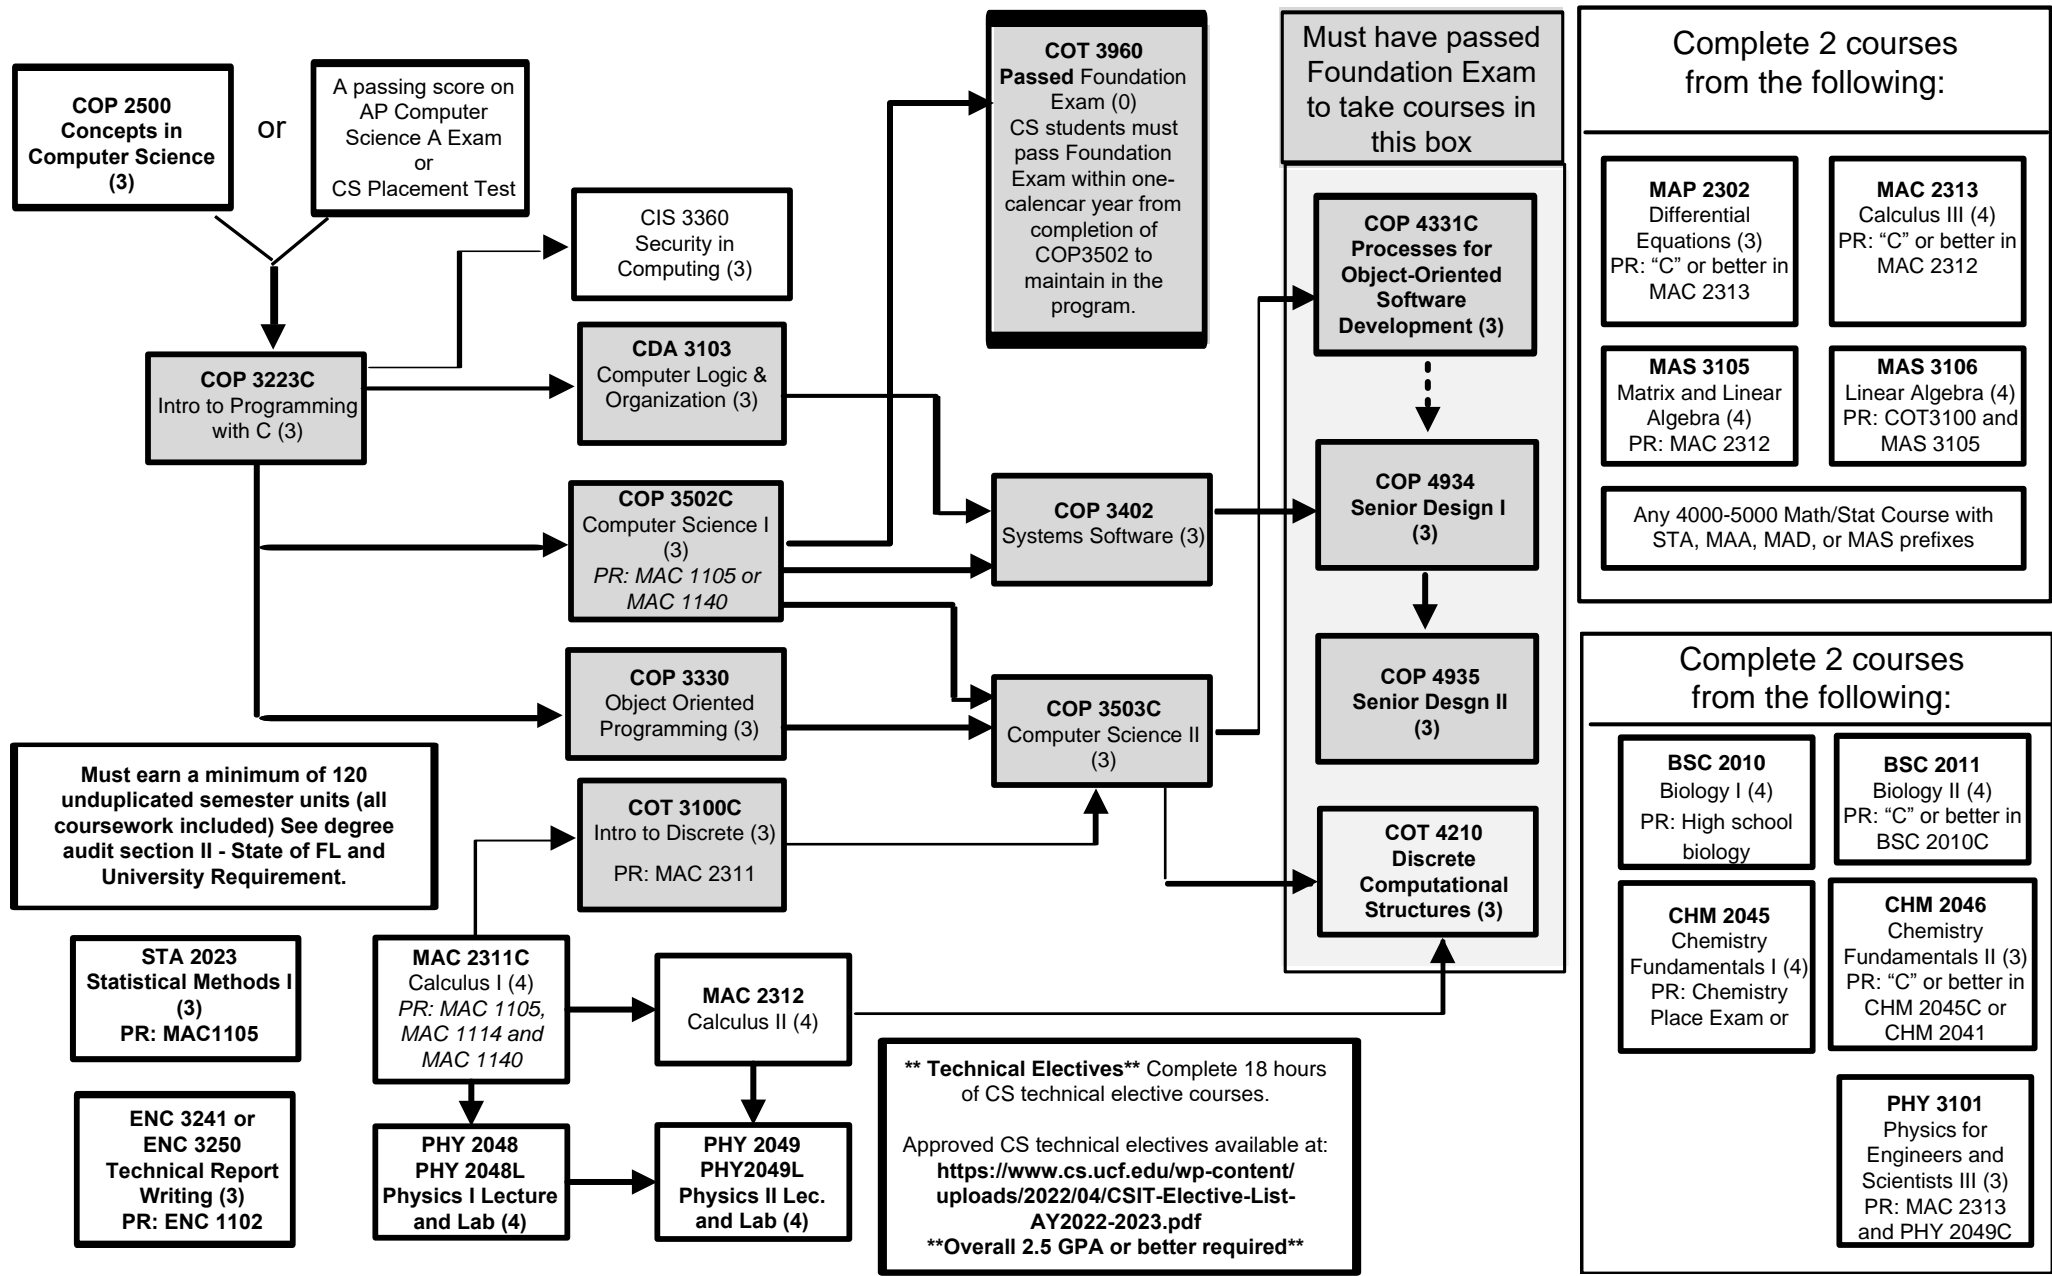 COP 2500
Concepts in
Computer Science
(3)
or
A passing score on
AP Computer
Science A Exam
or
CS Placement Test
COP 3223C
Intro to Programming
with C (3)
CIS 3360
Security in
Computing (3)
CDA 3103
Computer Logic &
Organization (3)
COP 3502C
Computer Science I
(3)
PR: MAC 1105 or
MAC 1140
COP 3330
Object Oriented
Programming (3)
COT 3100C
Intro to Discrete (3)
PR: MAC 2311
COT 3960
Passed Foundation
Exam (0)
CS students must
pass Foundation
Exam within one-
calencar year from
completion of
COP3502 to
maintain in the
program.
COP 3402
Systems Software (3)
COP 3503C
Computer Science II
(3)
Must have passed
Foundation Exam
to take courses in
this box
COP 4331C
Processes for
Object-Oriented
Software
Development (3)
COP 4934
Senior Design I
(3)
COP 4935
Senior Desgn II
(3)
COT 4210
Discrete
Computational
Structures (3)
Must earn a minimum of 120
unduplicated semester units (all
coursework included) See degree
audit section II - State of FL and
University Requirement.
STA 2023
Statistical Methods I
(3)
PR: MAC1105
ENC 3241 or
ENC 3250
Technical Report
Writing (3)
PR: ENC 1102
MAC 2311C
Calculus I (4)
PR: MAC 1105,
MAC 1114 and
MAC 1140
MAC 2312
Calculus II (4)
PHY 2048
PHY 2048L
Physics I Lecture
and Lab (4)
PHY 2049
PHY2049L
Physics II Lec.
and Lab (4)
** Technical Electives** Complete 18 hours
of CS technical elective courses.
Approved CS technical electives available at:
https://www.cs.ucf.edu/wp-content/
uploads/2022/04/CSIT-Elective-List-
AY2022-2023.pdf
**Overall 2.5 GPA or better required**
Complete 2 courses
from the following:
MAP 2302
Differential
Equations (3)
PR: “C” or better in
MAC 2313
MAC 2313
Calculus III (4)
PR: “C” or better in
MAC 2312
MAS 3105
Matrix and Linear
Algebra (4)
PR: MAC 2312
MAS 3106
Linear Algebra (4)
PR: COT3100 and
MAS 3105
Any 4000-5000 Math/Stat Course with
STA, MAA, MAD, or MAS prefixes
Complete 2 courses
from the following:
BSC 2010
Biology I (4)
PR: High school
biology
BSC 2011
Biology II (4)
PR: “C” or better in
BSC 2010C
CHM 2045
Chemistry
Fundamentals I (4)
PR: Chemistry
Place Exam or
CHM 2046
Chemistry
Fundamentals II (3)
PR: “C” or better in
CHM 2045C or
CHM 2041
PHY 3101
Physics for
Engineers and
Scientists III (3)
PR: MAC 2313
and PHY 2049C